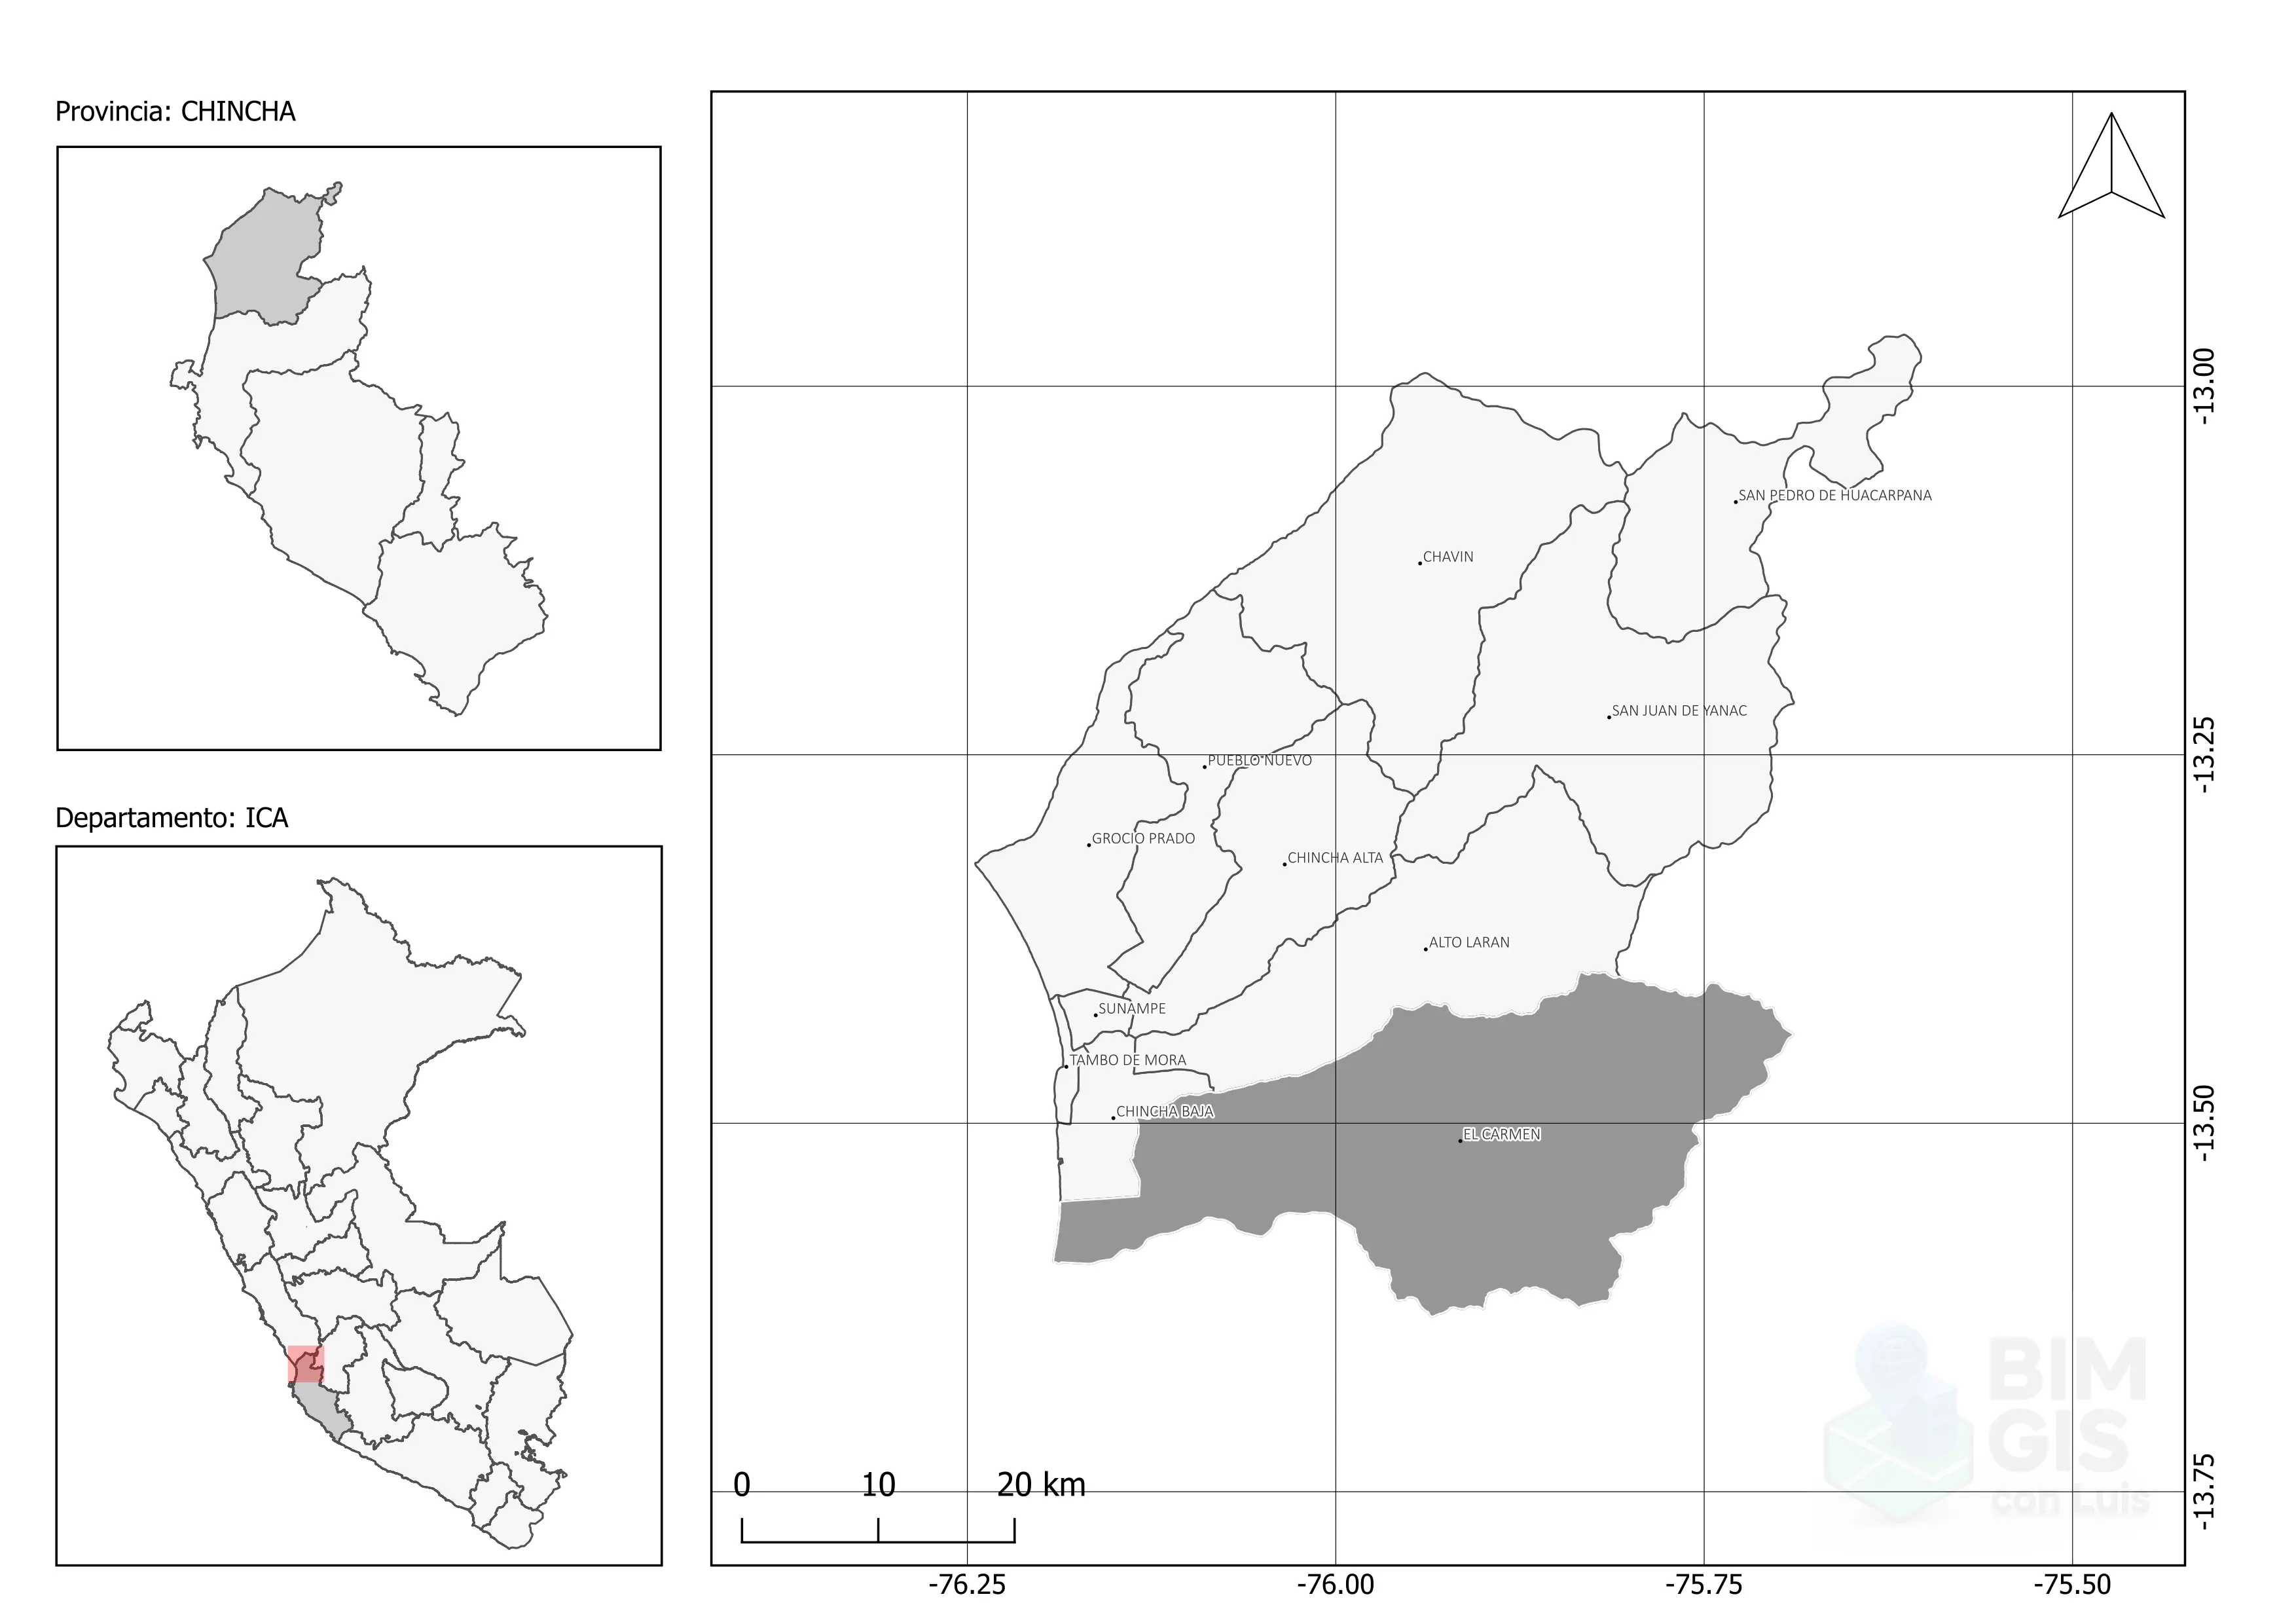 Provincia: CHINCHA
Departamento: ICA
SAN PEDRO DE HUACARPANA
CHAVIN
SAN JUAN DE YANAC
PUEBLO NUEVO
GROCIO PRADO
CHINCHA ALTA
ALTO LARAN
SUNAMPE
TAMBO DE MORA
CHINCHA BAJA
EL CARMEN
-13.00
-13.25
-13.50
-13.75
0 10 20 km
-76.25 -76.00 -75.75 -75.50
BIM
GIS
con Luis